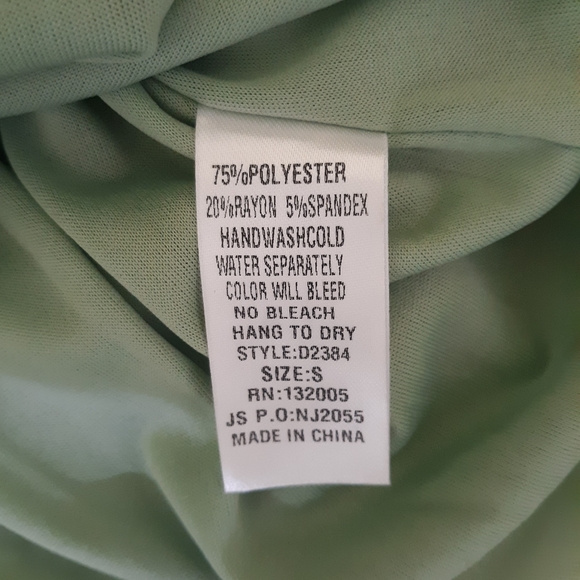 75%POLYESTER
20%RAYON 5%SPANDEX
HANDWASHCOLD
WATER SEPARATELY
COLOR WILL BLEED
NO BLEACH
HANG TO DRY
STYLE:D2384
SIZE:S
RN:132005
JS P.O:NJ2055
MADE IN CHINA